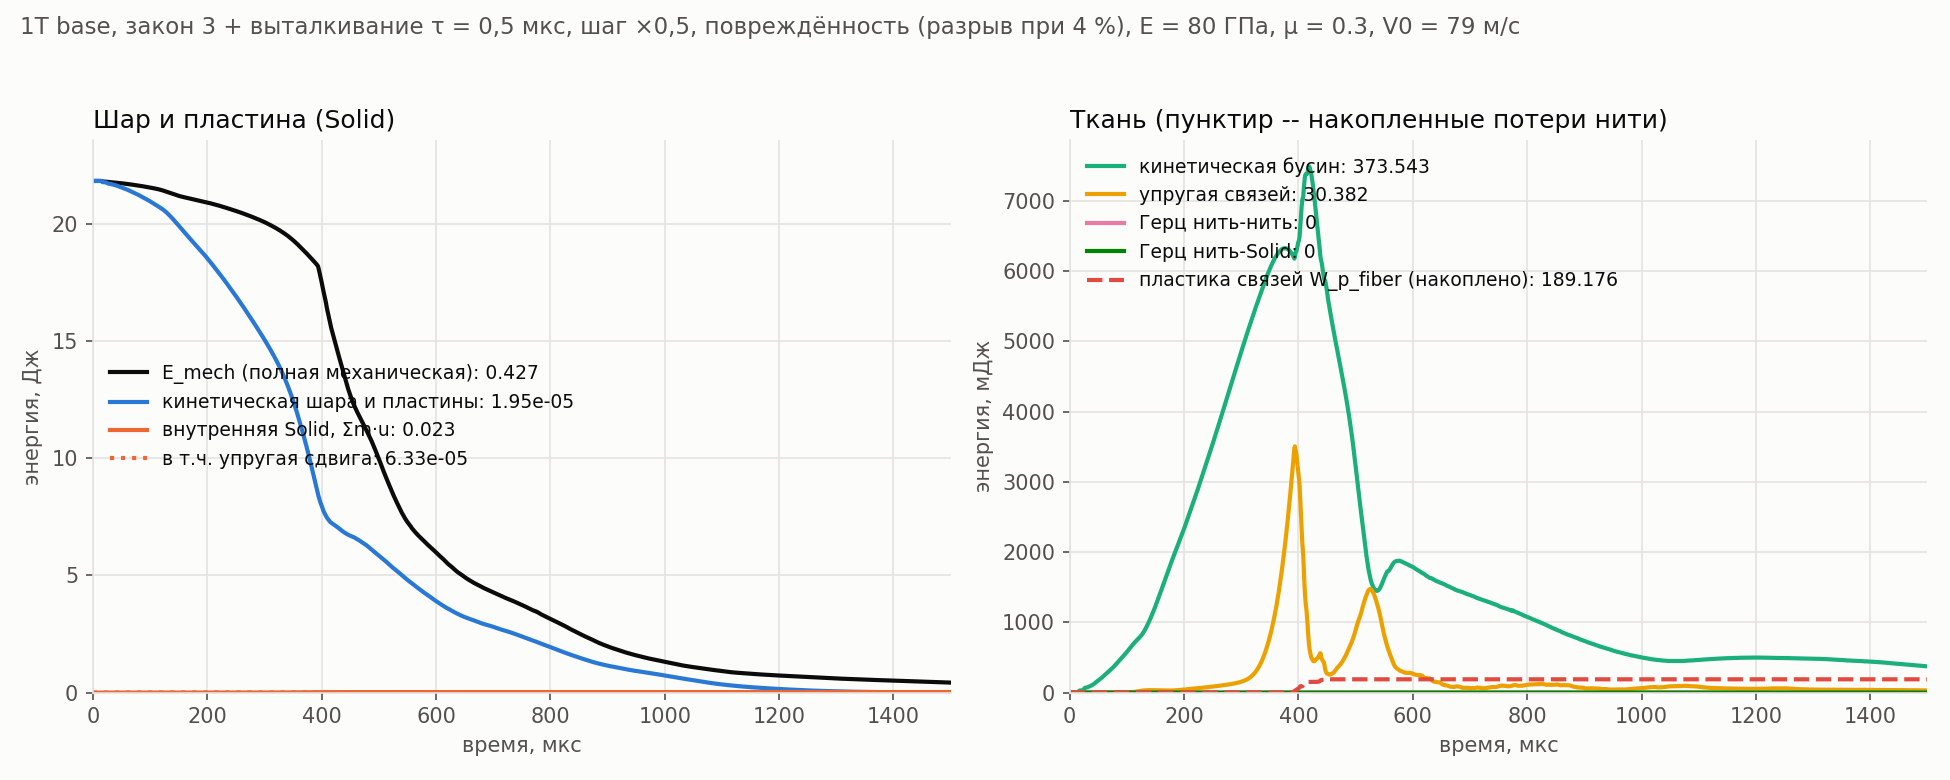 1T base, закон 3 + выталкивание τ = 0,5 мкс, шаг ×0,5, повреждённость (разрыв при 4 %), E = 80 ГПа, μ = 0.3, V0 = 79 м/с
Шар и пластина (Solid)
энергия, Дж
20
15
10
5
0
E_mech (полная механическая): 0.427
кинетическая шара и пластины: 1.95e-05
внутренняя Solid, Σm·u: 0.023
в т.ч. упругая сдвига: 6.33e-05
0 200 400 600 800 1000 1200 1400
время, мкс
Ткань (пунктир -- накопленные потери нити)
энергия, мДж
7000
6000
5000
4000
3000
2000
1000
0
кинетическая бусин: 373.543
упругая связей: 30.382
Герц нить-нить: 0
Герц нить-Solid: 0
пластика связей W_p_fiber (накоплено): 189.176
0 200 400 600 800 1000 1200 1400
время, мкс